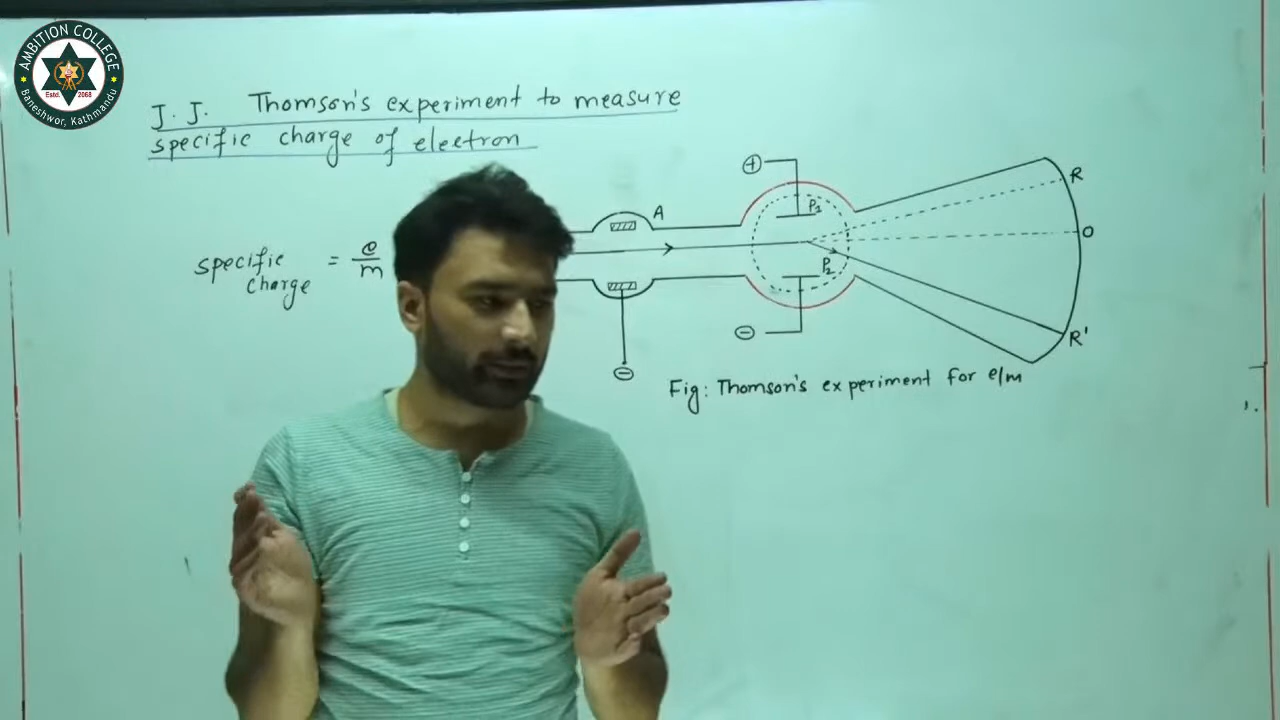 AMBITION COLLEGE
Estd. 2068
Baneshwor, Kathmandu
J. J. Thomson's experiment to measure
specific charge of electron
specific charge = e/m
A
+
P1
P2
−
−
R
O
R'
Fig: Thomson's experiment for e/m